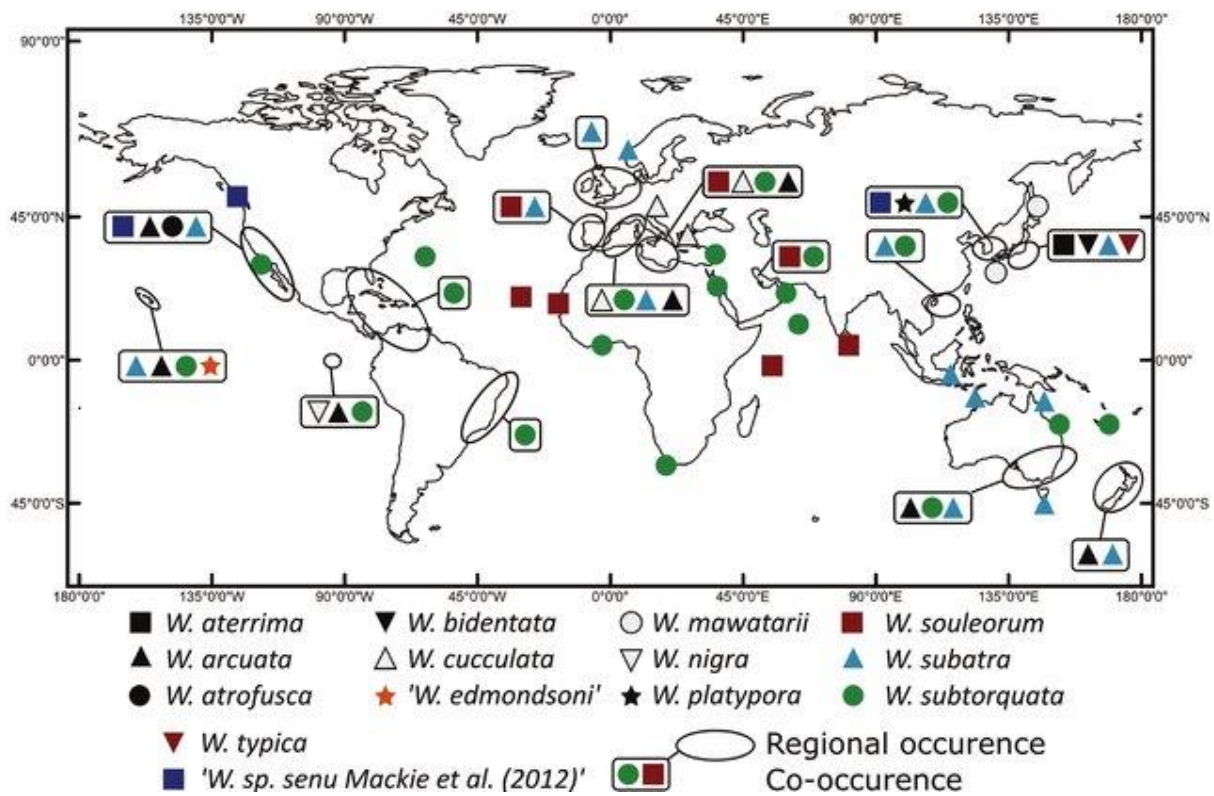 135°0'0"W 90°0'0"W 45°0'0"W 0°0'0" 45°0'0"E 90°0'0"E 135°0'0"E 180°0'0"
90°0'0"
45°0'0"N 45°0'0"N
0°0'0" 0°0'0"
45°0'0"S 45°0'0"S
180°0'0" 135°0'0"W 90°0'0"W 45°0'0"W 0°0'0" 45°0'0"E 90°0'0"E 135°0'0"E 180°0'0"
W. aterrima W. bidentata W. mawatarii W. souleorum
W. arcuata W. cucculata W. nigra W. subatra
W. atrofusca 'W. edmondsoni' W. platypora W. subtorquata
W. typica Regional occurence
'W. sp. senu Mackie et al. (2012)' Co-occurence